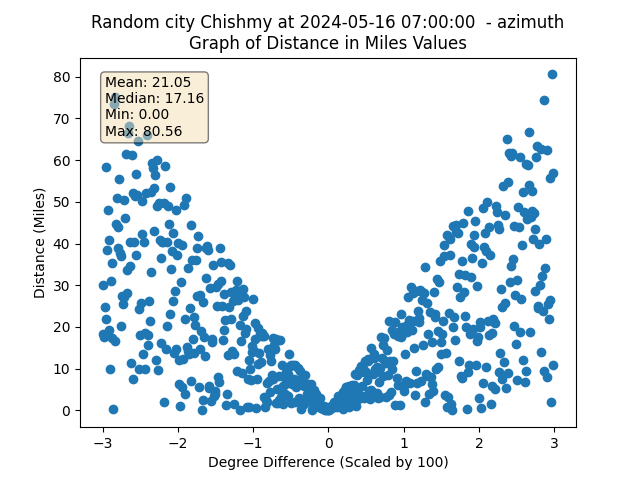 Random city Chishmy at 2024-05-16 07:00:00  - azimuth
Graph of Distance in Miles Values
Mean: 21.05
Median: 17.16
Min: 0.00
Max: 80.56
Distance (Miles)
80
70
60
50
40
30
20
10
0
−3
−2
−1
0
1
2
3
Degree Difference (Scaled by 100)